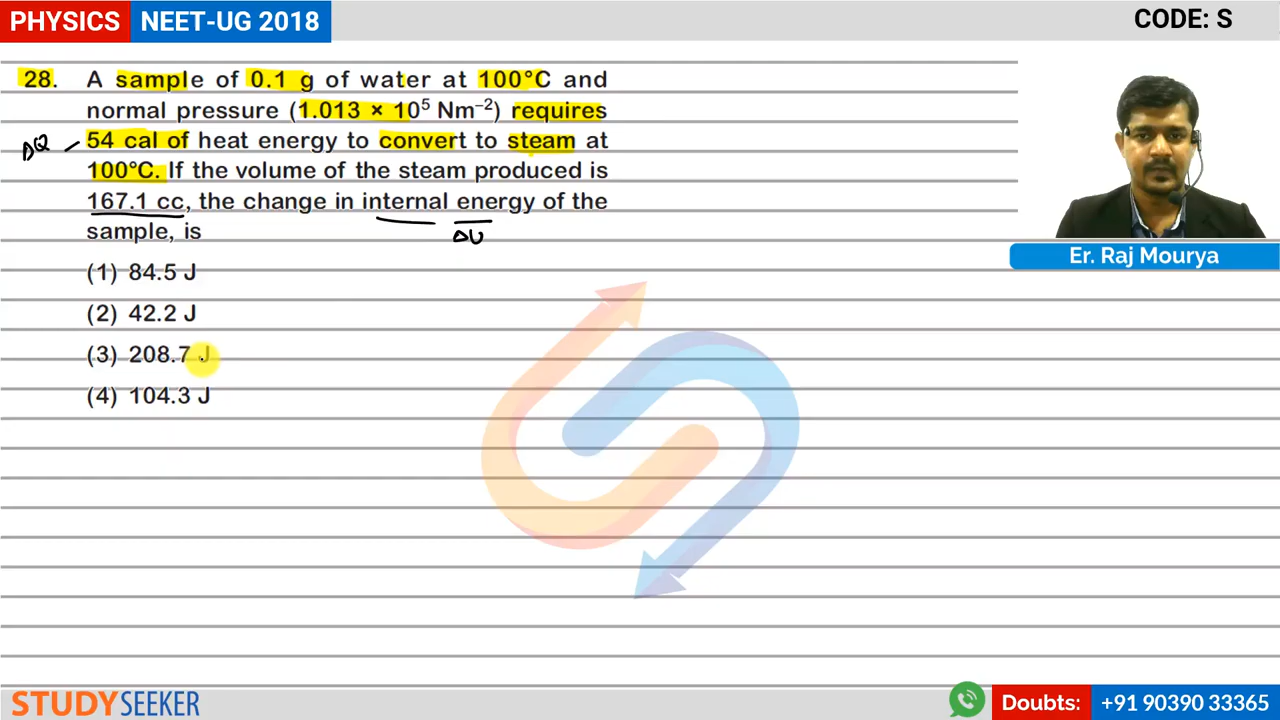 PHYSICS NEET-UG 2018
CODE: S
28. A sample of 0.1 g of water at 100°C and
normal pressure (1.013 × 10⁵ Nm⁻²) requires
ΔQ – 54 cal of heat energy to convert to steam at
100°C. If the volume of the steam produced is
167.1 cc, the change in internal energy of the
ΔU
sample, is
(1) 84.5 J
(2) 42.2 J
(3) 208.7 J
(4) 104.3 J
Er. Raj Mourya
STUDYSEEKER
Doubts: +91 90390 33365